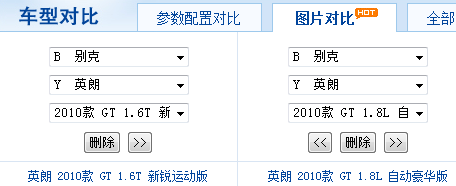 车型对比 参数配置对比 图片对比 HOT 全部
B 别克 B 别克
Y 英朗 Y 英朗
2010款 GT 1.6T 新 2010款 GT 1.8L 自
删除 >> << 删除 >>
英朗 2010款 GT 1.6T 新锐运动版 英朗 2010款 GT 1.8L 自动豪华版